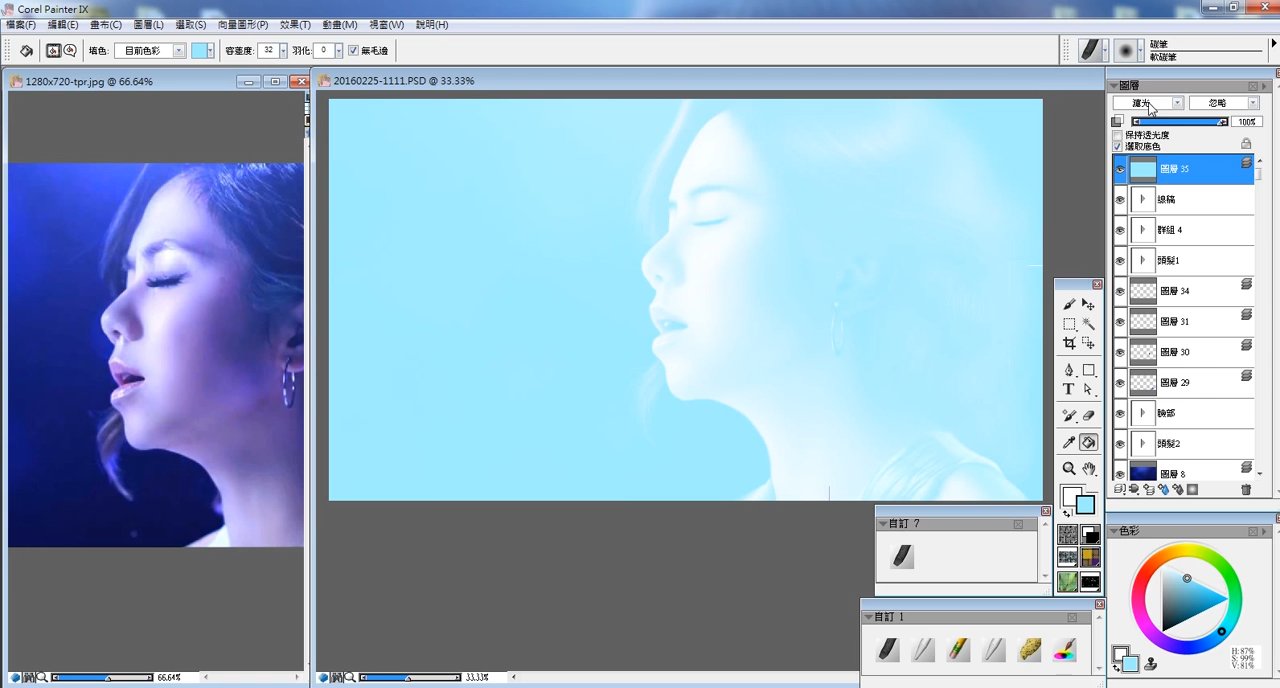 Corel Painter IX
檔案(F) 編輯(E) 畫布(C) 圖層(L) 選取(S) 向量圖形(P) 效果(T) 動畫(M) 視窗(W) 說明(H)
填色: 目前色彩 容差度: 32 羽化: 0 無毛邊
碳筆
軟碳筆
1280x720-tpr.jpg @ 66.64%
20160225-1111.PSD @ 33.33%
圖層
濾光 忽略
100%
保持透光度
選取底色
圖層 35
線稿
群組 4
頭髮1
圖層 34
圖層 31
圖層 30
圖層 29
臉部
頭髮2
圖層 8
自訂 7
色彩
自訂 1
H: 87%
S: 99%
V: 81%
66.64%
33.33%